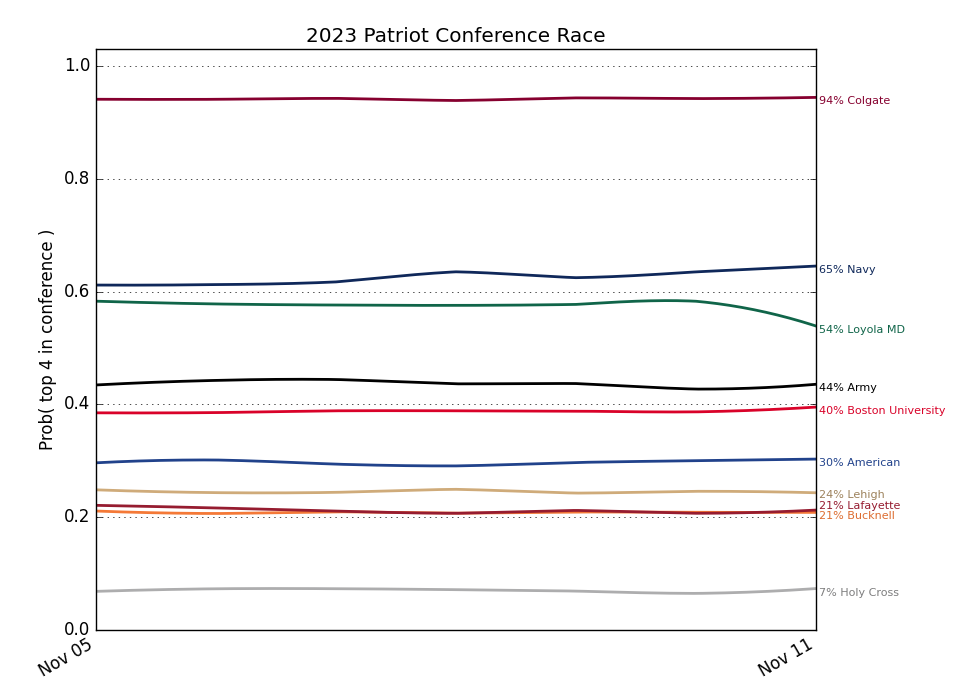 2023 Patriot Conference Race
Prob( top 4 in conference )
1.0
0.8
0.6
0.4
0.2
0.0
Nov 05
Nov 11
94% Colgate
65% Navy
54% Loyola MD
44% Army
40% Boston University
30% American
24% Lehigh
21% Lafayette
21% Bucknell
7% Holy Cross